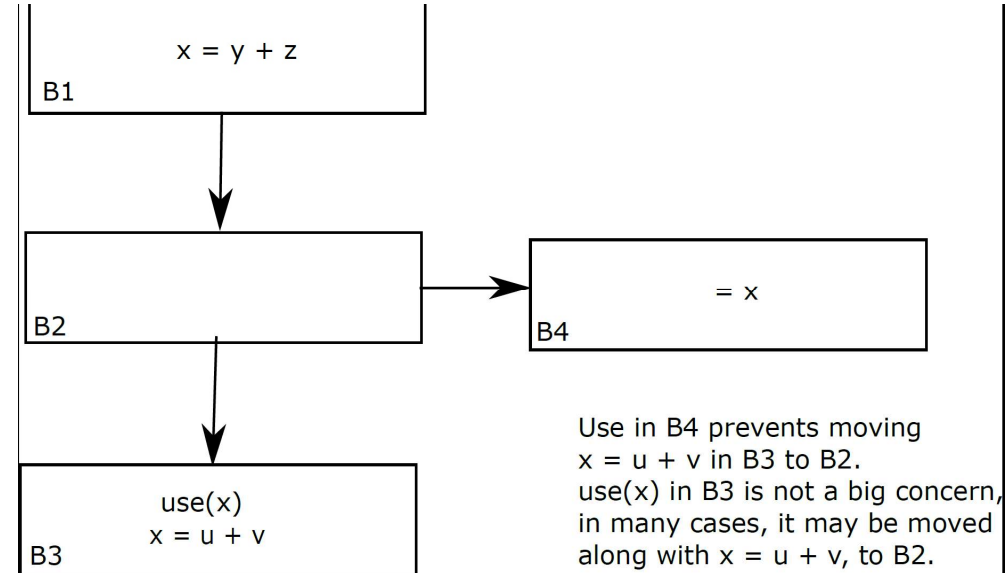 x = y + z
B1
B2
= x
B4
use(x)
x = u + v
B3
Use in B4 prevents moving
x = u + v in B3 to B2.
use(x) in B3 is not a big concern,
in many cases, it may be moved
along with x = u + v, to B2.